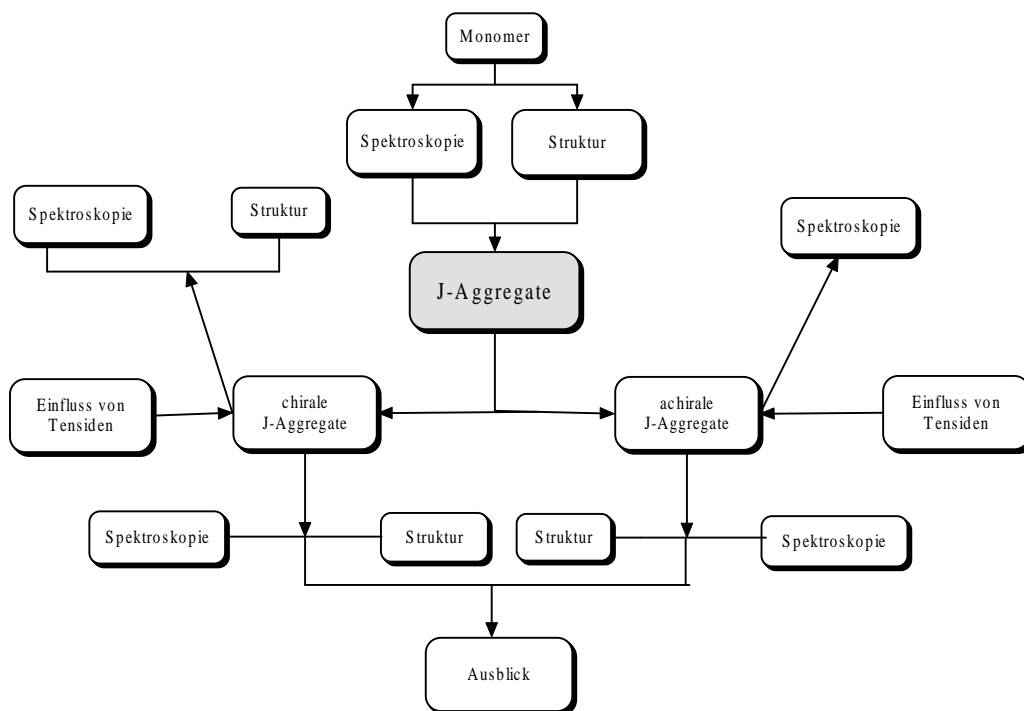 Monomer
Spektroskopie
Struktur
Spektroskopie
Struktur
Spektroskopie
J-Aggregate
Einfluss von
Tensiden
chirale
J-Aggregate
achirale
J-Aggregate
Einfluss von
Tensiden
Spektroskopie
Struktur
Struktur
Spektroskopie
Ausblick